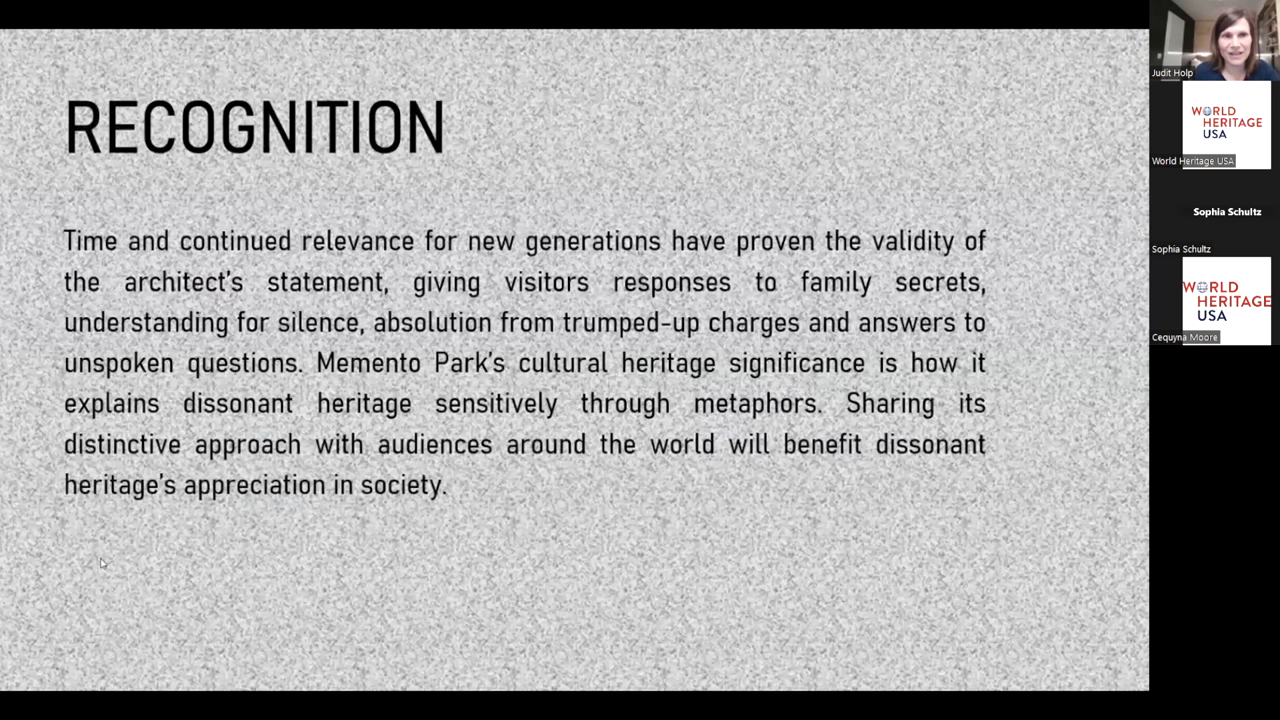 RECOGNITION
Time and continued relevance for new generations have proven the validity of
the architect's statement, giving visitors responses to family secrets,
understanding for silence, absolution from trumped-up charges and answers to
unspoken questions. Memento Park's cultural heritage significance is how it
explains dissonant heritage sensitively through metaphors. Sharing its
distinctive approach with audiences around the world will benefit dissonant
heritage's appreciation in society.
Judit Holp
WORLD
HERITAGE
USA
World Heritage USA
Sophia Schultz
Sophia Schultz
WORLD
HERITAGE
USA
Cequyna Moore